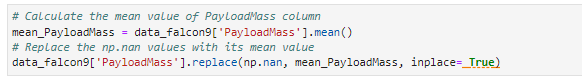 # Calculate the mean value of PayloadMass column
mean_PayloadMass = data_falcon9['PayloadMass'].mean()
# Replace the np.nan values with its mean value
data_falcon9['PayloadMass'].replace(np.nan, mean_PayloadMass, inplace= True)